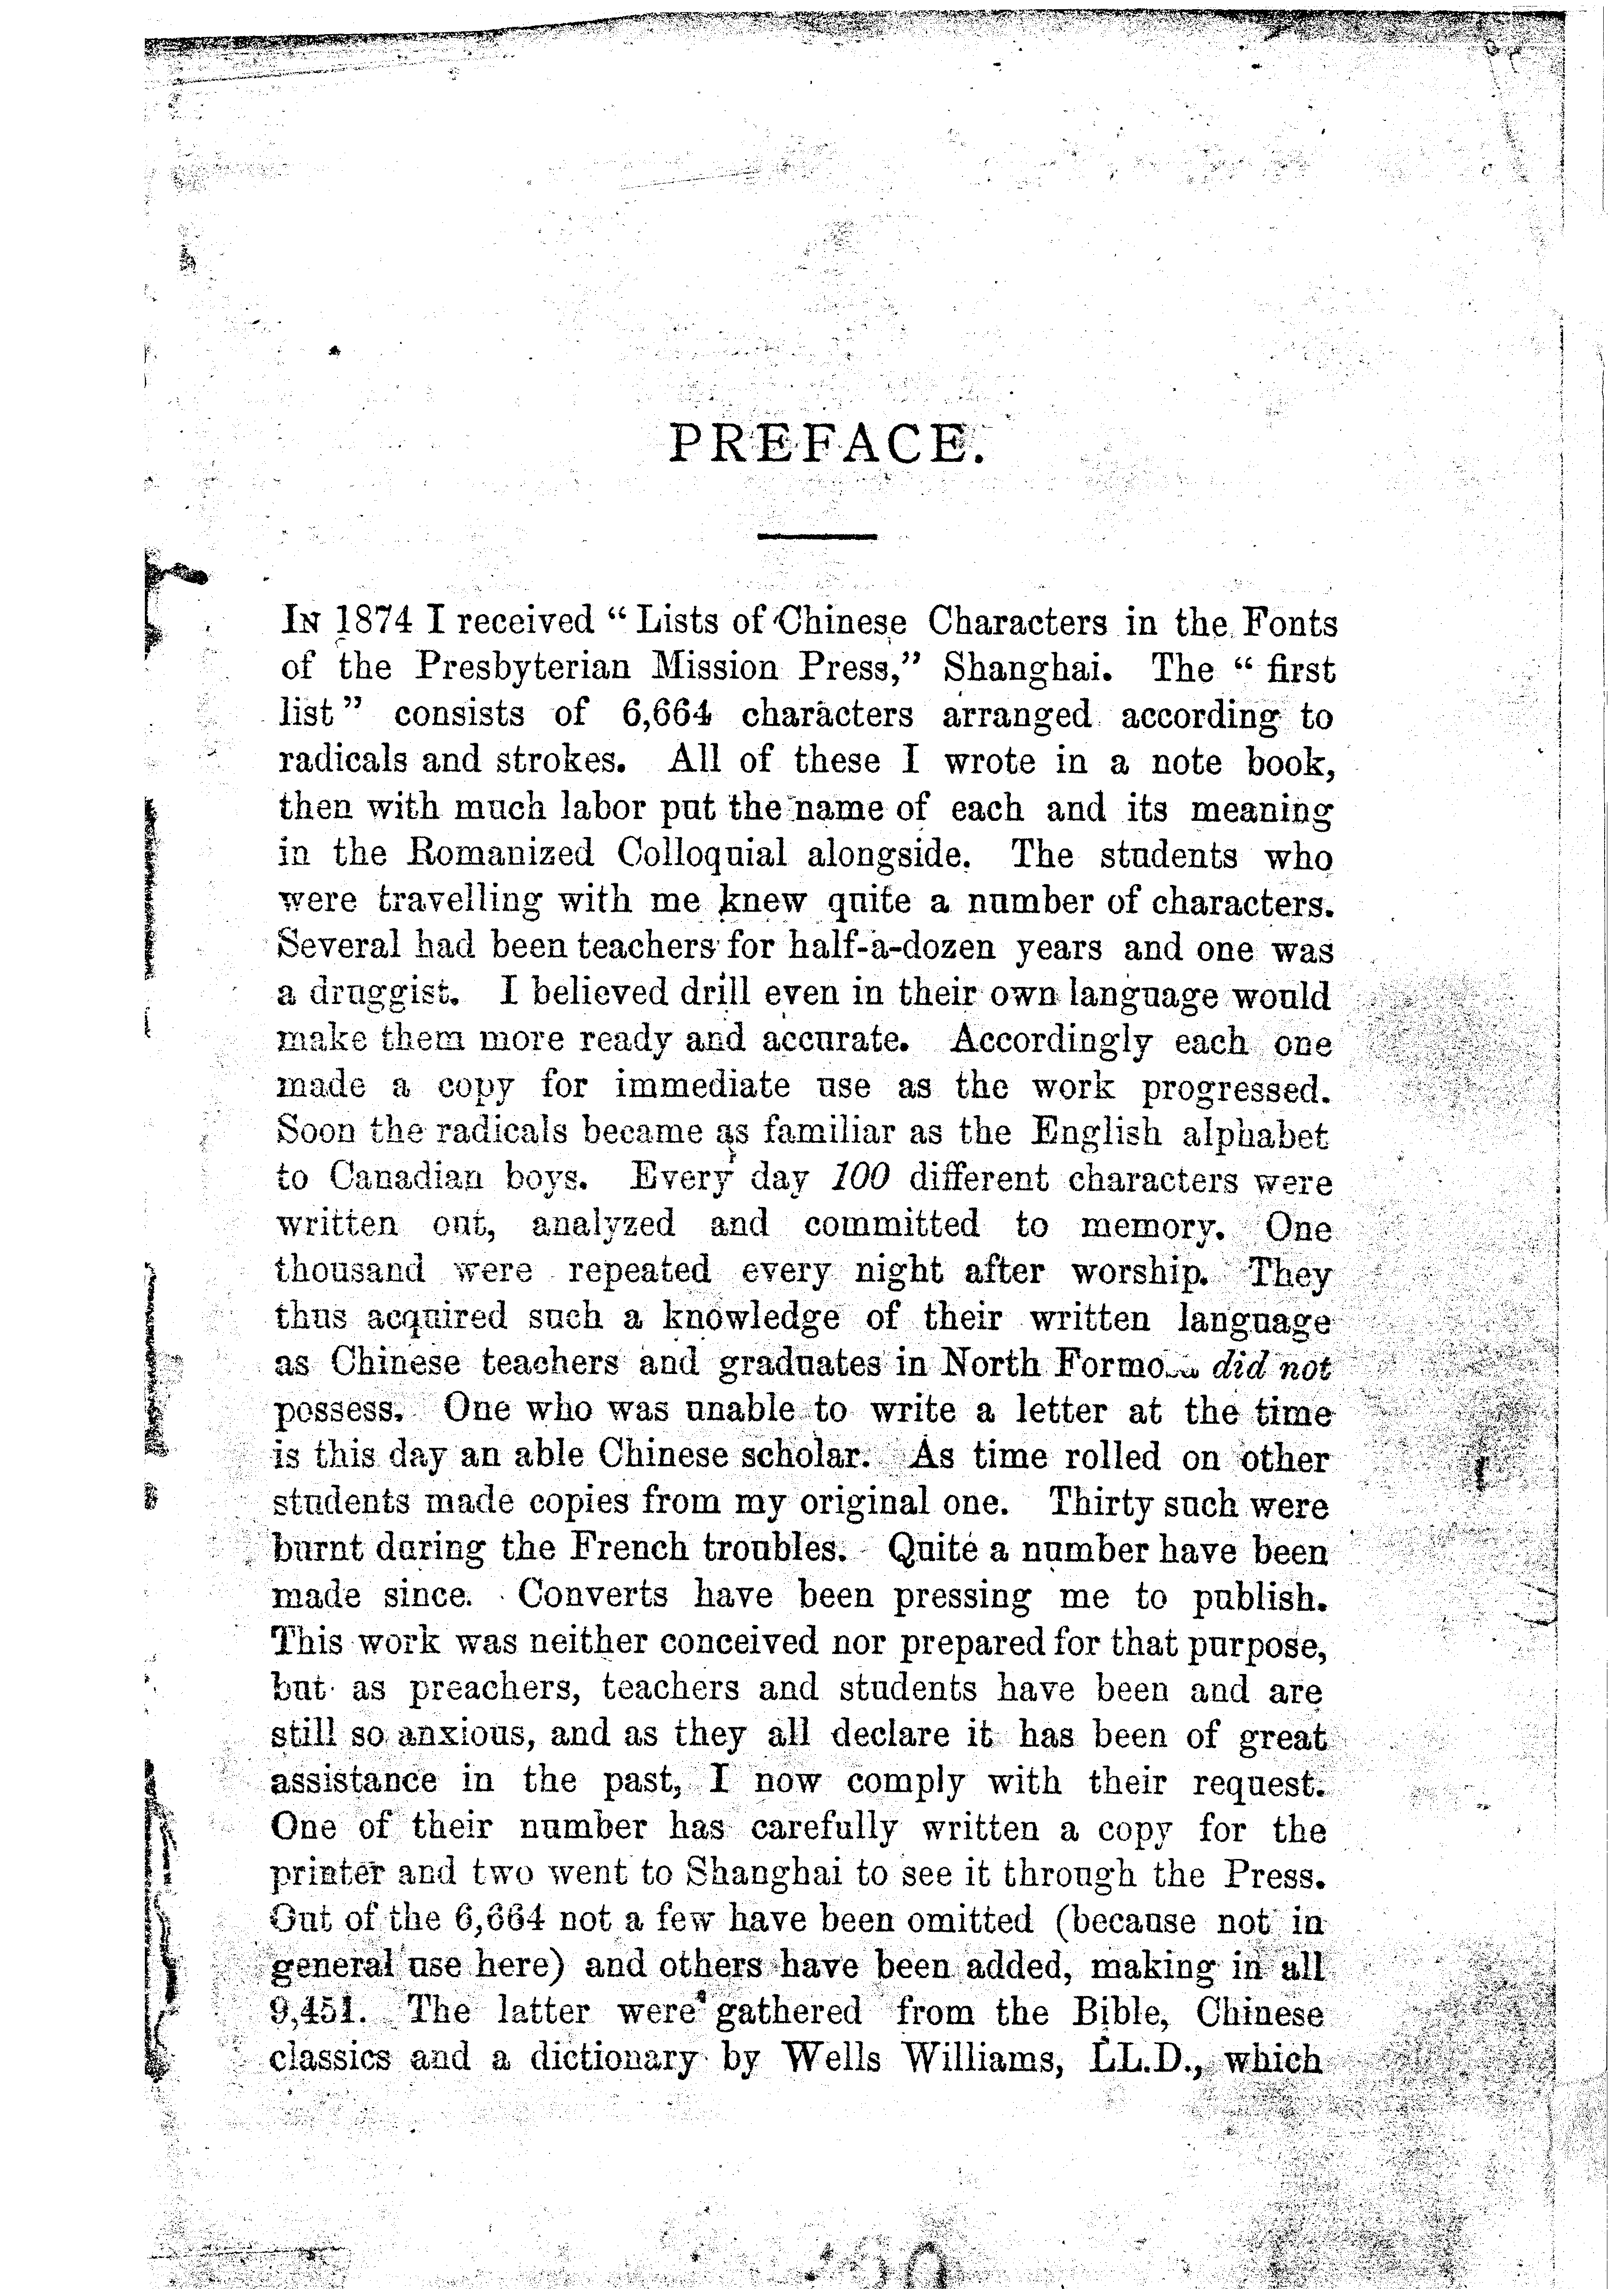 PREFACE.
IN 1874 I received “ Lists of Chinese Characters in the Fonts
of the Presbyterian Mission Press,” Shanghai. The “ first
list” consists of 6,664 characters arranged according to
radicals and strokes. All of these I wrote in a note book,
then with much labor put the name of each and its meaning
in the Romanized Colloquial alongside. The students who
were travelling with me knew quite a number of characters.
Several had been teachers for half-a-dozen years and one was
a druggist. I believed drill even in their own language would
make them more ready and accurate. Accordingly each one
made a copy for immediate use as the work progressed.
Soon the radicals became as familiar as the English alphabet
to Canadian boys. Every day 100 different characters were
written out, analyzed and committed to memory. One
thousand were repeated every night after worship. They
thus acquired such a knowledge of their written language
as Chinese teachers and graduates in North Formosa did not
possess. One who was unable to write a letter at the time
is this day an able Chinese scholar. As time rolled on other
students made copies from my original one. Thirty such were
burnt during the French troubles. Quite a number have been
made since. Converts have been pressing me to publish.
This work was neither conceived nor prepared for that purpose,
but as preachers, teachers and students have been and are
still so anxious, and as they all declare it has been of great
assistance in the past, I now comply with their request.
One of their number has carefully written a copy for the
printer and two went to Shanghai to see it through the Press.
Out of the 6,664 not a few have been omitted (because not in
general use here) and others have been added, making in all
9,451. The latter were gathered from the Bible, Chinese
classics and a dictionary by Wells Williams, LL.D., which